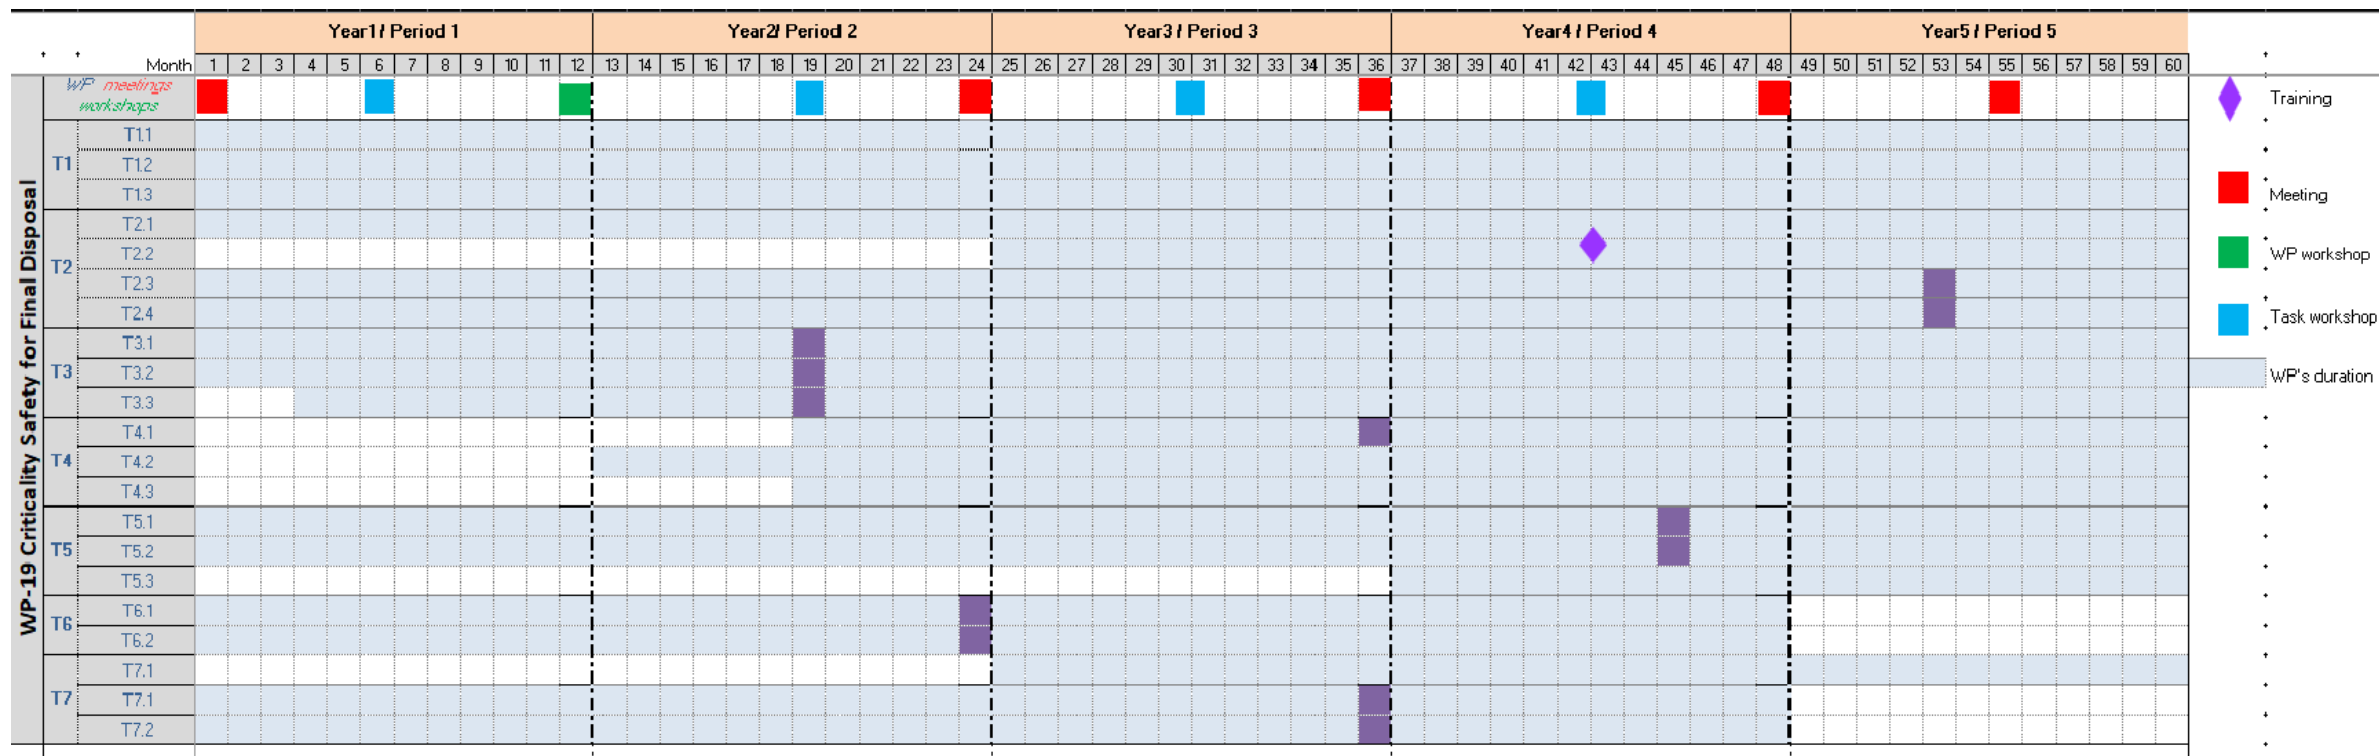 Year1 / Period 1 Year2/ Period 2 Year3 / Period 3 Year4 / Period 4 Year5 / Period 5
Month 1 2 3 4 5 6 7 8 9 10 11 12 13 14 15 16 17 18 19 20 21 22 23 24 25 26 27 28 29 30 31 32 33 34 35 36 37 38 39 40 41 42 43 44 45 46 47 48 49 50 51 52 53 54 55 56 57 58 59 60
WP meetings
workshops
Training
WP-19 Criticality Safety for Final Disposal
T1
T1.1
T1.2
T1.3
Meeting
T2
T2.1
T2.2
WP workshop
T2.3
T2.4
Task workshop
T3
T3.1
T3.2
WP's duration
T3.3
T4
T4.1
T4.2
T4.3
T5
T5.1
T5.2
T5.3
T6
T6.1
T6.2
T7
T7.1
T7.1
T7.2